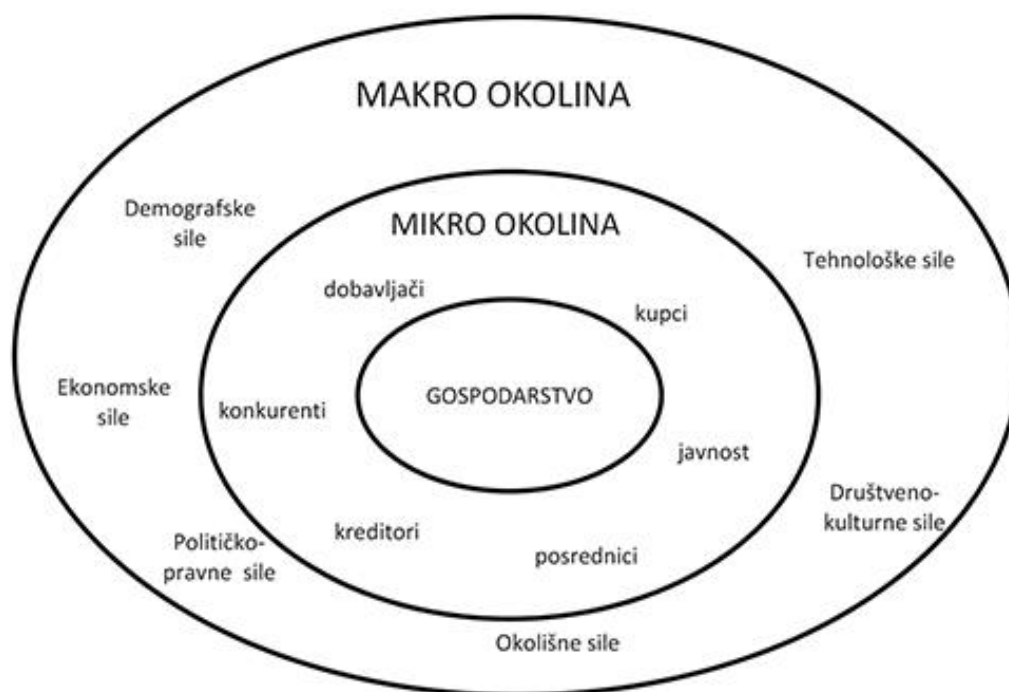 MAKRO OKOLINA
Demografske
sile
MIKRO OKOLINA
Tehnološke sile
dobavljači
kupci
Ekonomske
sile
konkurenti
GOSPODARSTVO
javnost
Društveno-
kulturne sile
kreditori
posrednici
Političko-
pravne sile
Okolišne sile